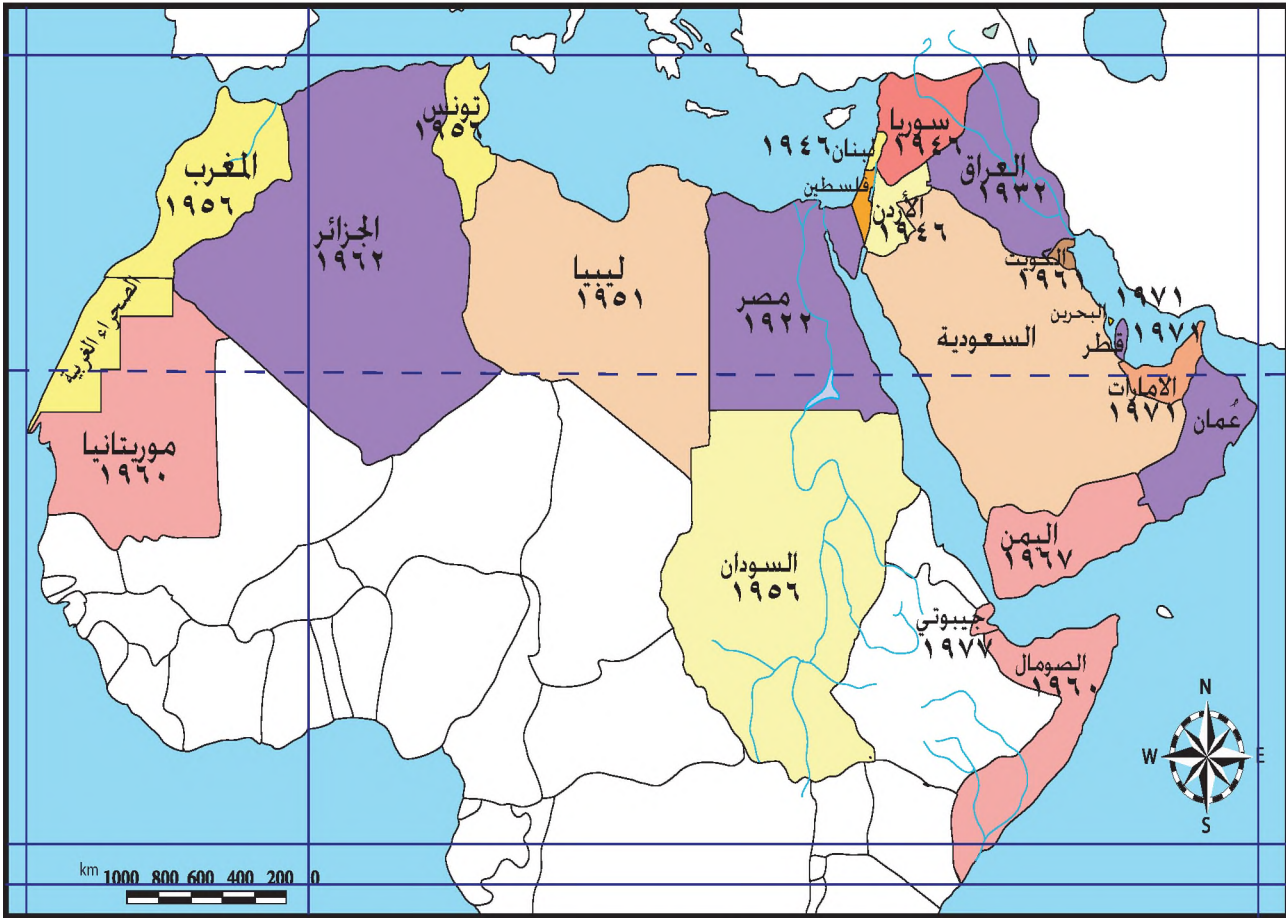 تونس
١٩٥٦
المغرب
١٩٥٦
الجزائر
١٩٦٢
ليبيا
١٩٥١
مصر
١٩٢٢
لبنان ١٩٤٦
سوريا
١٩٤٦
فلسطين
الأردن
١٩٤٦
العراق
١٩٣٢
الكويت
١٩٦١
البحرين
١٩٧١
قطر
١٩٧١
السعودية
الامارات
١٩٧١
عُمان
اليمن
١٩٦٧
الصحراء الغربية
موريتانيا
١٩٦٠
السودان
١٩٥٦
جيبوتي
١٩٧٧
الصومال
١٩٦٠
N
W
E
S
km 1000 800 600 400 200 0